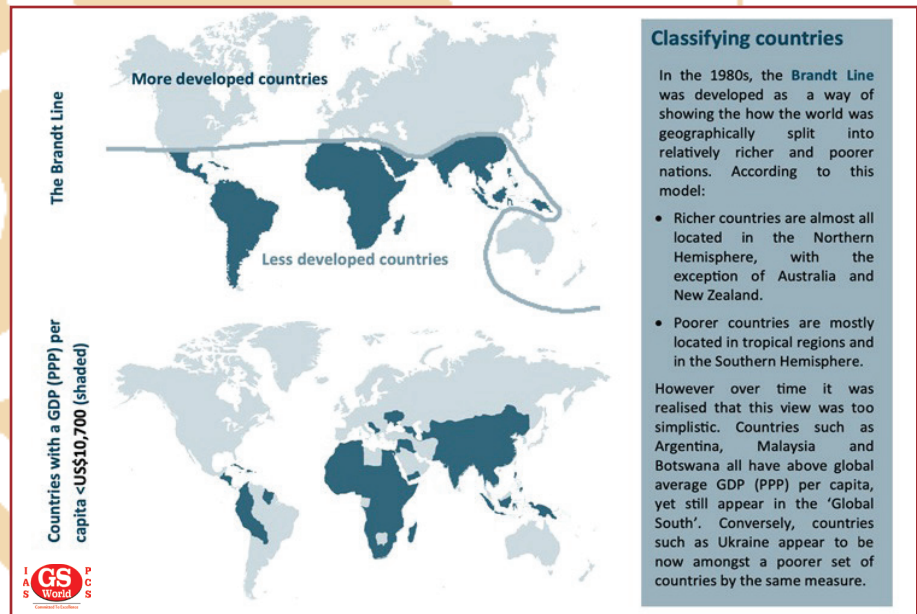 The Brandt Line
More developed countries
Less developed countries
Countries with a GDP (PPP) per
capita <US$10,700 (shaded)
Classifying countries
In the 1980s, the Brandt Line
was developed as a way of
showing the how the world was
geographically split into
relatively richer and poorer
nations. According to this
model:
• Richer countries are almost all
located in the Northern
Hemisphere, with the
exception of Australia and
New Zealand.
• Poorer countries are mostly
located in tropical regions and
in the Southern Hemisphere.
However over time it was
realised that this view was too
simplistic. Countries such as
Argentina, Malaysia and
Botswana all have above global
average GDP (PPP) per capita,
yet still appear in the ‘Global
South’. Conversely, countries
such as Ukraine appear to be
now amongst a poorer set of
countries by the same measure.
IAS
GS
World
PCS
Committed To Excellence